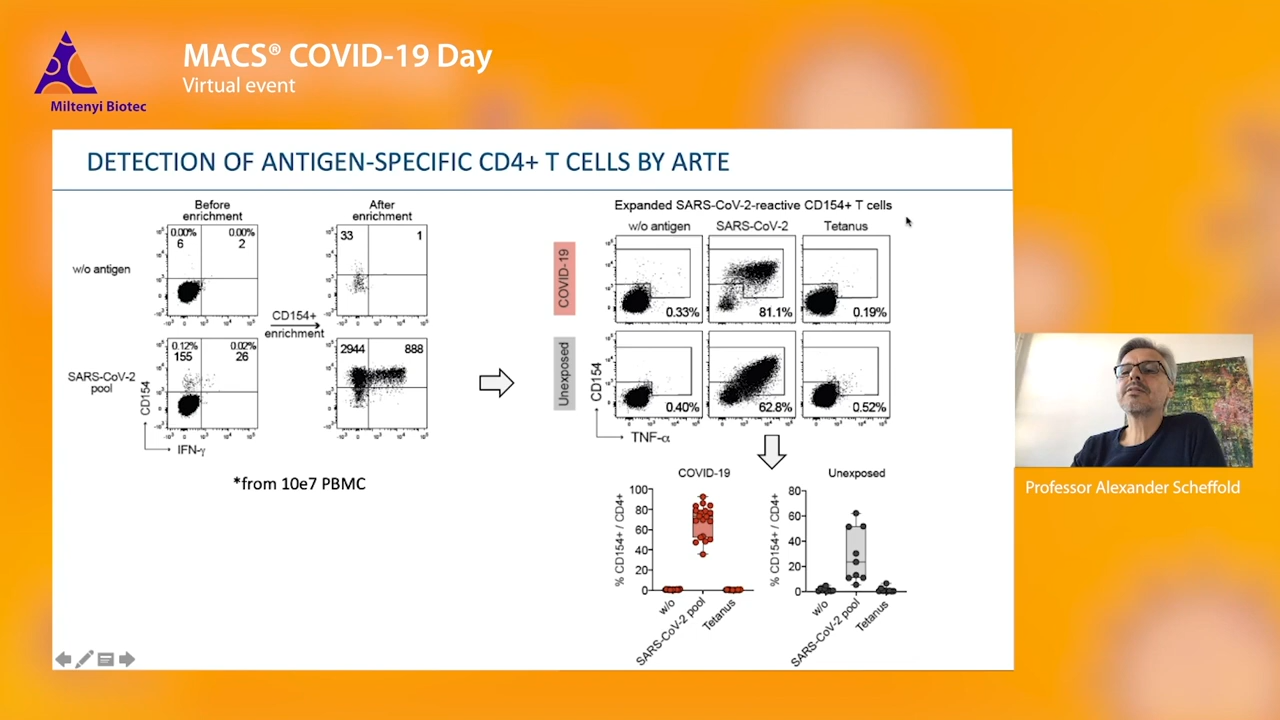 MACS® COVID-19 Day
Virtual event
Miltenyi Biotec
DETECTION OF ANTIGEN-SPECIFIC CD4+ T CELLS BY ARTE
Before
enrichment
After
enrichment
w/o antigen
0.00%
6
0.00%
2
33
1
CD154+
enrichment
SARS-CoV-2
pool
0.12%
155
0.02%
26
2944
888
CD154
IFN-γ
*from 10e7 PBMC
Expanded SARS-CoV-2-reactive CD154+ T cells
w/o antigen
SARS-CoV-2
Tetanus
COVID-19
0.33%
81.1%
0.19%
Unexposed
0.40%
62.8%
0.52%
CD154
TNF-α
COVID-19
% CD154+ / CD4+
100
80
60
40
20
0
w/o
SARS-CoV-2 pool
Tetanus
Unexposed
% CD154+ / CD4+
80
60
40
20
0
w/o
SARS-CoV-2 pool
Tetanus
Professor Alexander Scheffold